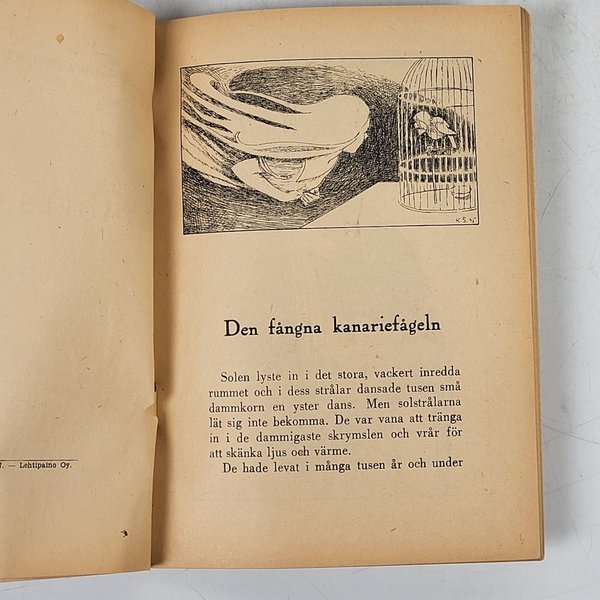 — Lehtipaino Oy.
K.S.45
Den fångna kanariefågeln
Solen lyste in i det stora, vackert inredda
rummet och i dess strålar dansade tusen små
dammkorn en yster dans. Men solstrålarna
lät sig inte bekomma. De var vana att tränga
in i de dammigaste skrymslen och vrår för
att skänka ljus och värme.
De hade levat i många tusen år och under